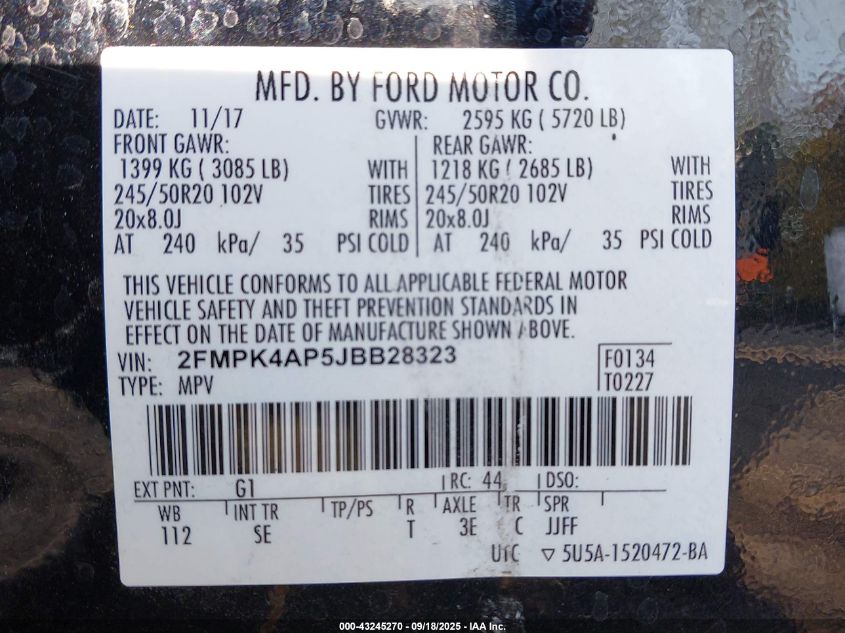 MFD. BY FORD MOTOR CO.
DATE: 11/17 GVWR: 2595 KG ( 5720 LB)
FRONT GAWR: REAR GAWR:
1399 KG ( 3085 LB) WITH 1218 KG ( 2685 LB) WITH
245/50R20 102V TIRES 245/50R20 102V TIRES
20x8.0J RIMS 20x8.0J RIMS
AT 240 kPa/ 35 PSI COLD AT 240 kPa/ 35 PSI COLD
THIS VEHICLE CONFORMS TO ALL APPLICABLE FEDERAL MOTOR
VEHICLE SAFETY AND THEFT PREVENTION STANDARDS IN
EFFECT ON THE DATE OF MANUFACTURE SHOWN ABOVE.
VIN: 2FMPK4AP5JBB28323 F0134
TYPE: MPV T0227
EXT PNT: G1 RC: 44 DSO:
WB INT TR TP/PS R AXLE TR SPR
112 SE T 3E C JJFF
UTC ▽ 5U5A-1520472-BA
000-43245270 - 09/18/2025 - www.iaai.com